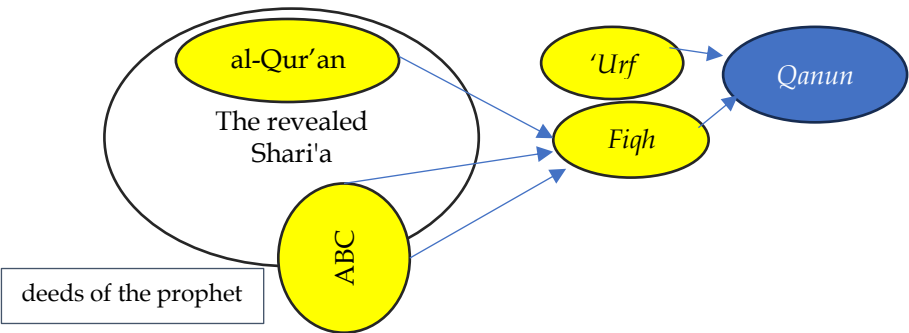 al-Qur’an
The revealed
Shari'a
ABC
deeds of the prophet
‘Urf
Fiqh
Qanun